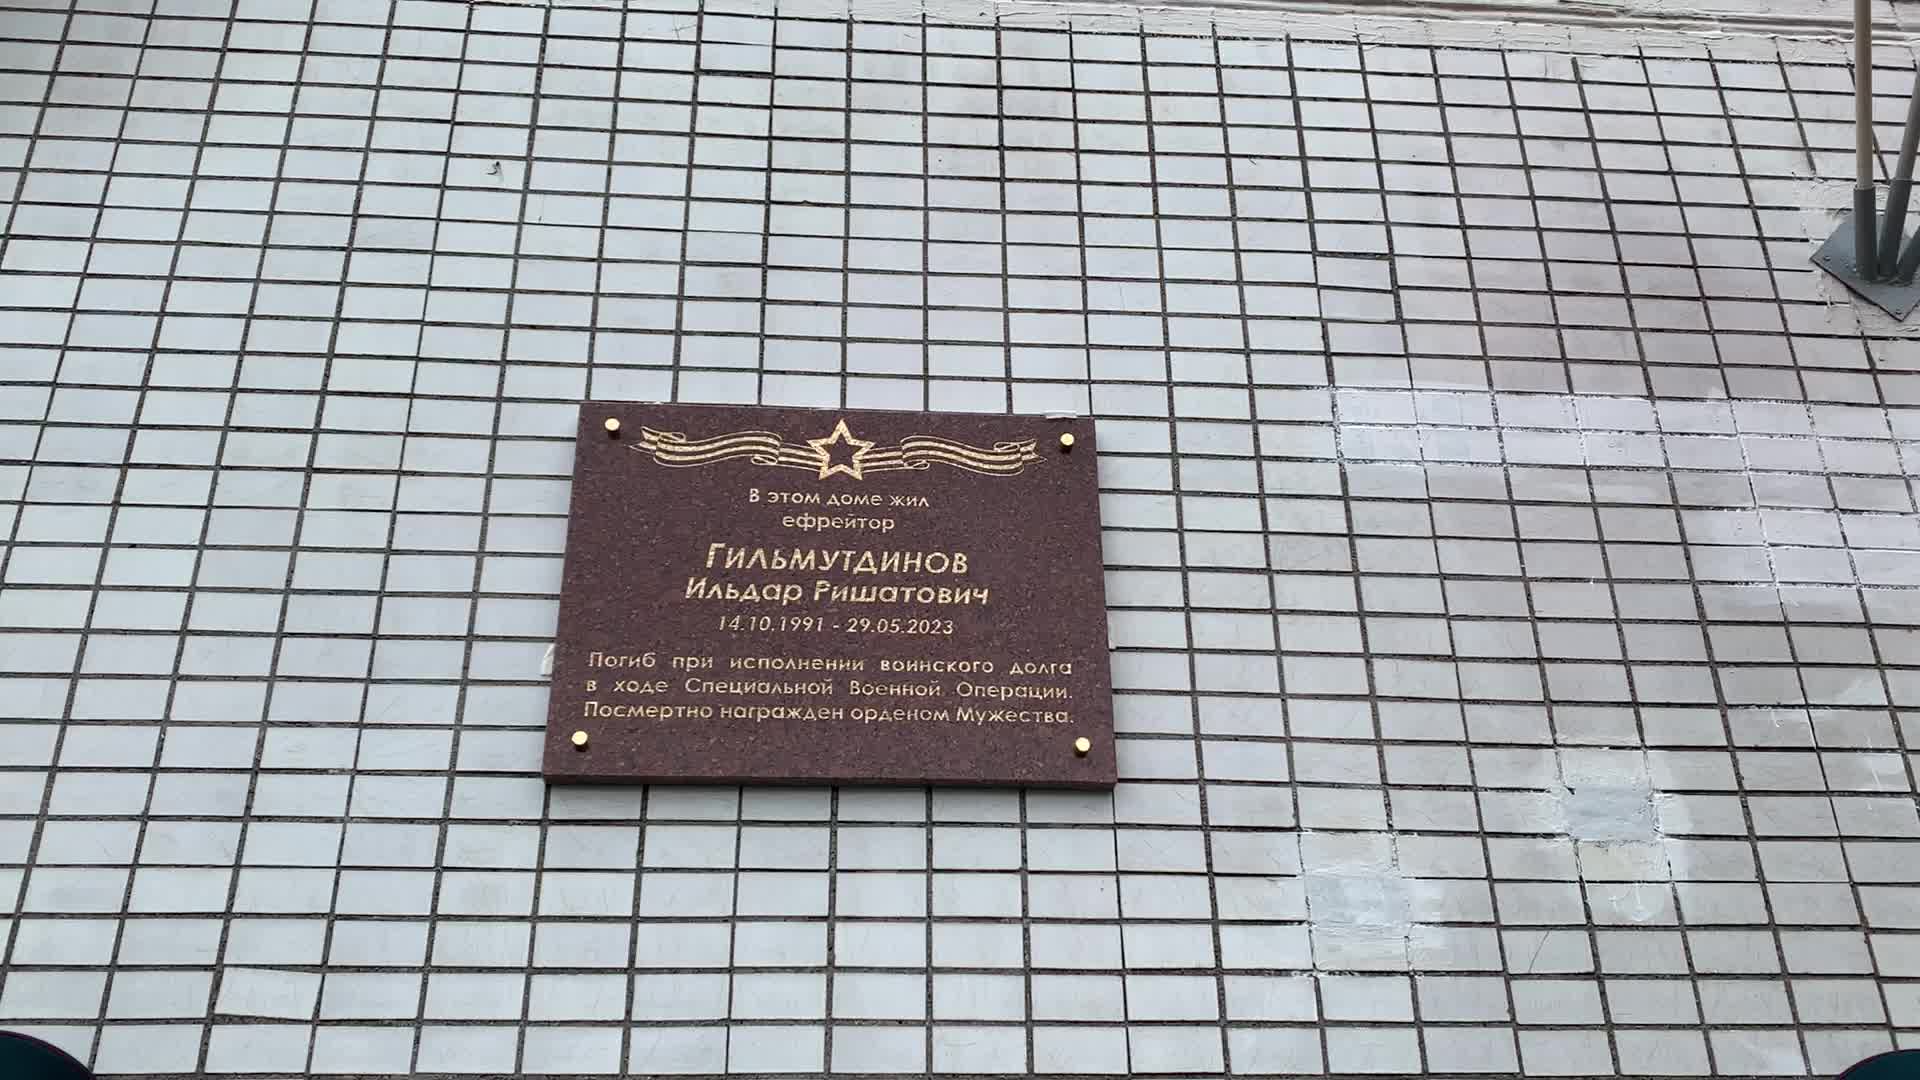 В этом доме жил
ефрейтор
Гильмутдинов
Ильдар Ришатович
14.10.1991 - 29.05.2023
Погиб при исполнении воинского долга
в ходе Специальной Военной Операции.
Посмертно награжден орденом Мужества.